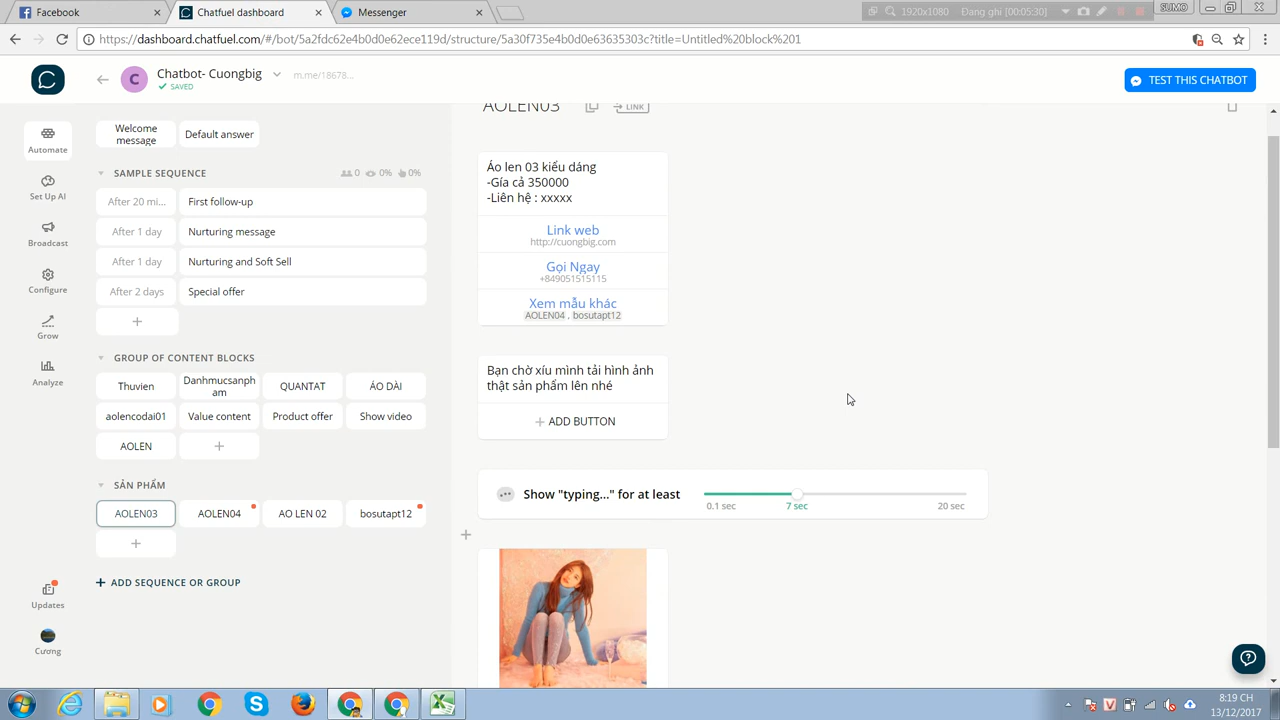 Facebook
Chatfuel dashboard
Messenger
1920x1080
Đang ghi [00:05:30]
SUMO
https://dashboard.chatfuel.com/#/bot/5a2fdc62e4b0d0e62ece119d/structure/5a30f735e4b0d0e63635303c?title=Untitled%20block%201
C
Chatbot- Cuongbig
m.me/18678...
SAVED
TEST THIS CHATBOT
Automate
Set Up AI
Broadcast
Configure
Grow
Analyze
Updates
Cương
Welcome
message
Default answer
SAMPLE SEQUENCE
0
0%
0%
After 20 mi...
First follow-up
After 1 day
Nurturing message
After 1 day
Nurturing and Soft Sell
After 2 days
Special offer
GROUP OF CONTENT BLOCKS
Thuvien
Danhmucsanph
am
QUANTAT
ÁO DÀI
aolencodai01
Value content
Product offer
Show video
AOLEN
SẢN PHẨM
AOLEN03
AOLEN04
AO LEN 02
bosutapt12
ADD SEQUENCE OR GROUP
AOLEN03
LINK
Áo len 03 kiểu dáng
-Gía cả 350000
-Liên hệ : xxxxx
Link web
http://cuongbig.com
Gọi Ngay
+849051515115
Xem mẫu khác
AOLEN04 , bosutapt12
Bạn chờ xíu mình tải hình ảnh
thật sản phẩm lên nhé
ADD BUTTON
Show "typing..." for at least
0.1 sec
7 sec
20 sec
8:19 CH
13/12/2017